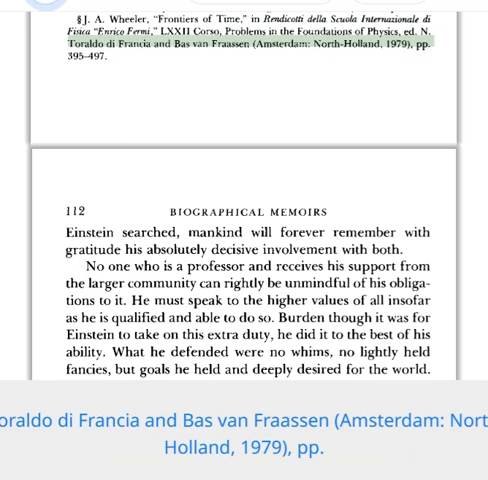 § J. A. Wheeler, "Frontiers of Time," in Rendicotti della Scuola Internazionale di
Fisica "Enrico Fermi," LXXII Corso, Problems in the Foundations of Physics, ed. N.
Toraldo di Francia and Bas van Fraassen (Amsterdam: North-Holland, 1979), pp.
395-497.
112 BIOGRAPHICAL MEMOIRS
Einstein searched, mankind will forever remember with
gratitude his absolutely decisive involvement with both.
No one who is a professor and receives his support from
the larger community can rightly be unmindful of his obliga-
tions to it. He must speak to the higher values of all insofar
as he is qualified and able to do so. Burden though it was for
Einstein to take on this extra duty, he did it to the best of his
ability. What he defended were no whims, no lightly held
fancies, but goals he held and deeply desired for the world.
oraldo di Francia and Bas van Fraassen (Amsterdam: Nort
Holland, 1979), pp.